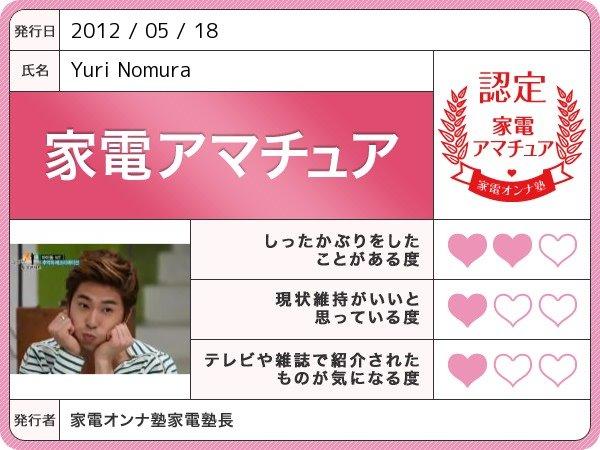 発行日 2012 / 05 / 18
氏名 Yuri Nomura
家電アマチュア
認定
家電
アマチュア
家電オンナ塾
しったかぶりをした
ことがある度
現状維持がいいと
思っている度
テレビや雑誌で紹介された
ものが気になる度
発行者 家電オンナ塾家電塾長